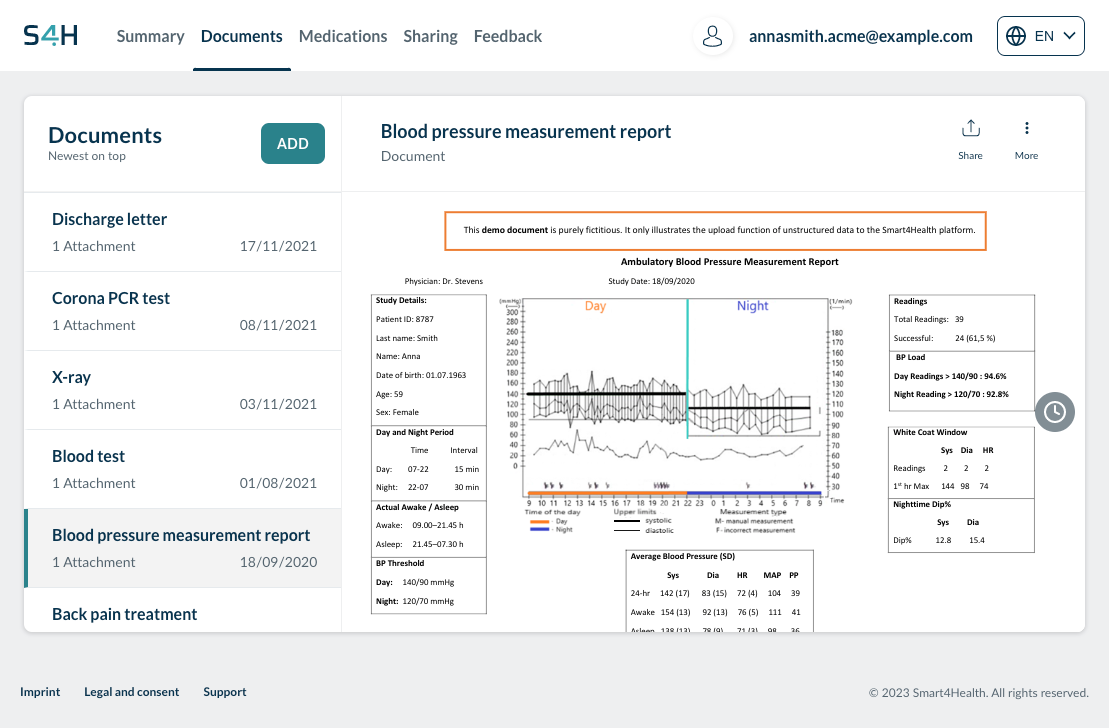 S4H
Summary Documents Medications Sharing Feedback
annasmith.acme@example.com
EN
Documents
Newest on top
ADD
Discharge letter
1 Attachment 17/11/2021
Corona PCR test
1 Attachment 08/11/2021
X-ray
1 Attachment 03/11/2021
Blood test
1 Attachment 01/08/2021
Blood pressure measurement report
1 Attachment 18/09/2020
Back pain treatment
Blood pressure measurement report
Document
Share
More
This demo document is purely fictitious. It only illustrates the upload function of unstructured data to the Smart4Health platform.
Ambulatory Blood Pressure Measurement Report
Physician: Dr. Stevens Study Date: 18/09/2020
Study Details:
Patient ID: 8787
Last name: Smith
Name: Anna
Date of birth: 01.07.1963
Age: 59
Sex: Female
Day and Night Period
Time Interval
Day: 07-22 15 min
Night: 22-07 30 min
Actual Awake / Asleep
Awake: 09.00–21.45 h
Asleep: 21.45–07.30 h
BP Threshold
Day: 140/90 mmHg
Night: 120/70 mmHg
(mmHg) Day Night (1/min)
300
280
260
240
220
200
180
160
140
120
100
80
60
40
20
0
180
170
160
150
140
130
120
110
100
90
80
70
60
50
40
30
9 10 11 12 13 14 15 16 17 18 19 20 21 22 23 0 1 2 3 4 5 6 7 8 9 Time
Time of the day Upper limits Measurement type
- Day systolic M- manual measurement
- Night diastolic F- incorrect measurement
Average Blood Pressure (SD)
Sys Dia HR MAP PP
24-hr 142 (17) 83 (15) 72 (4) 104 39
Awake 154 (13) 92 (13) 76 (5) 111 41
Asleep 138 (13) 78 (9) 71 (3) 98 36
Readings
Total Readings: 39
Successful: 24 (61,5 %)
BP Load
Day Readings > 140/90 : 94.6%
Night Reading > 120/70 : 92.8%
White Coat Window
Sys Dia HR
Readings 2 2 2
1st hr Max 144 98 74
Nighttime Dip%
Sys Dia
Dip% 12.8 15.4
Imprint Legal and consent Support
© 2023 Smart4Health. All rights reserved.